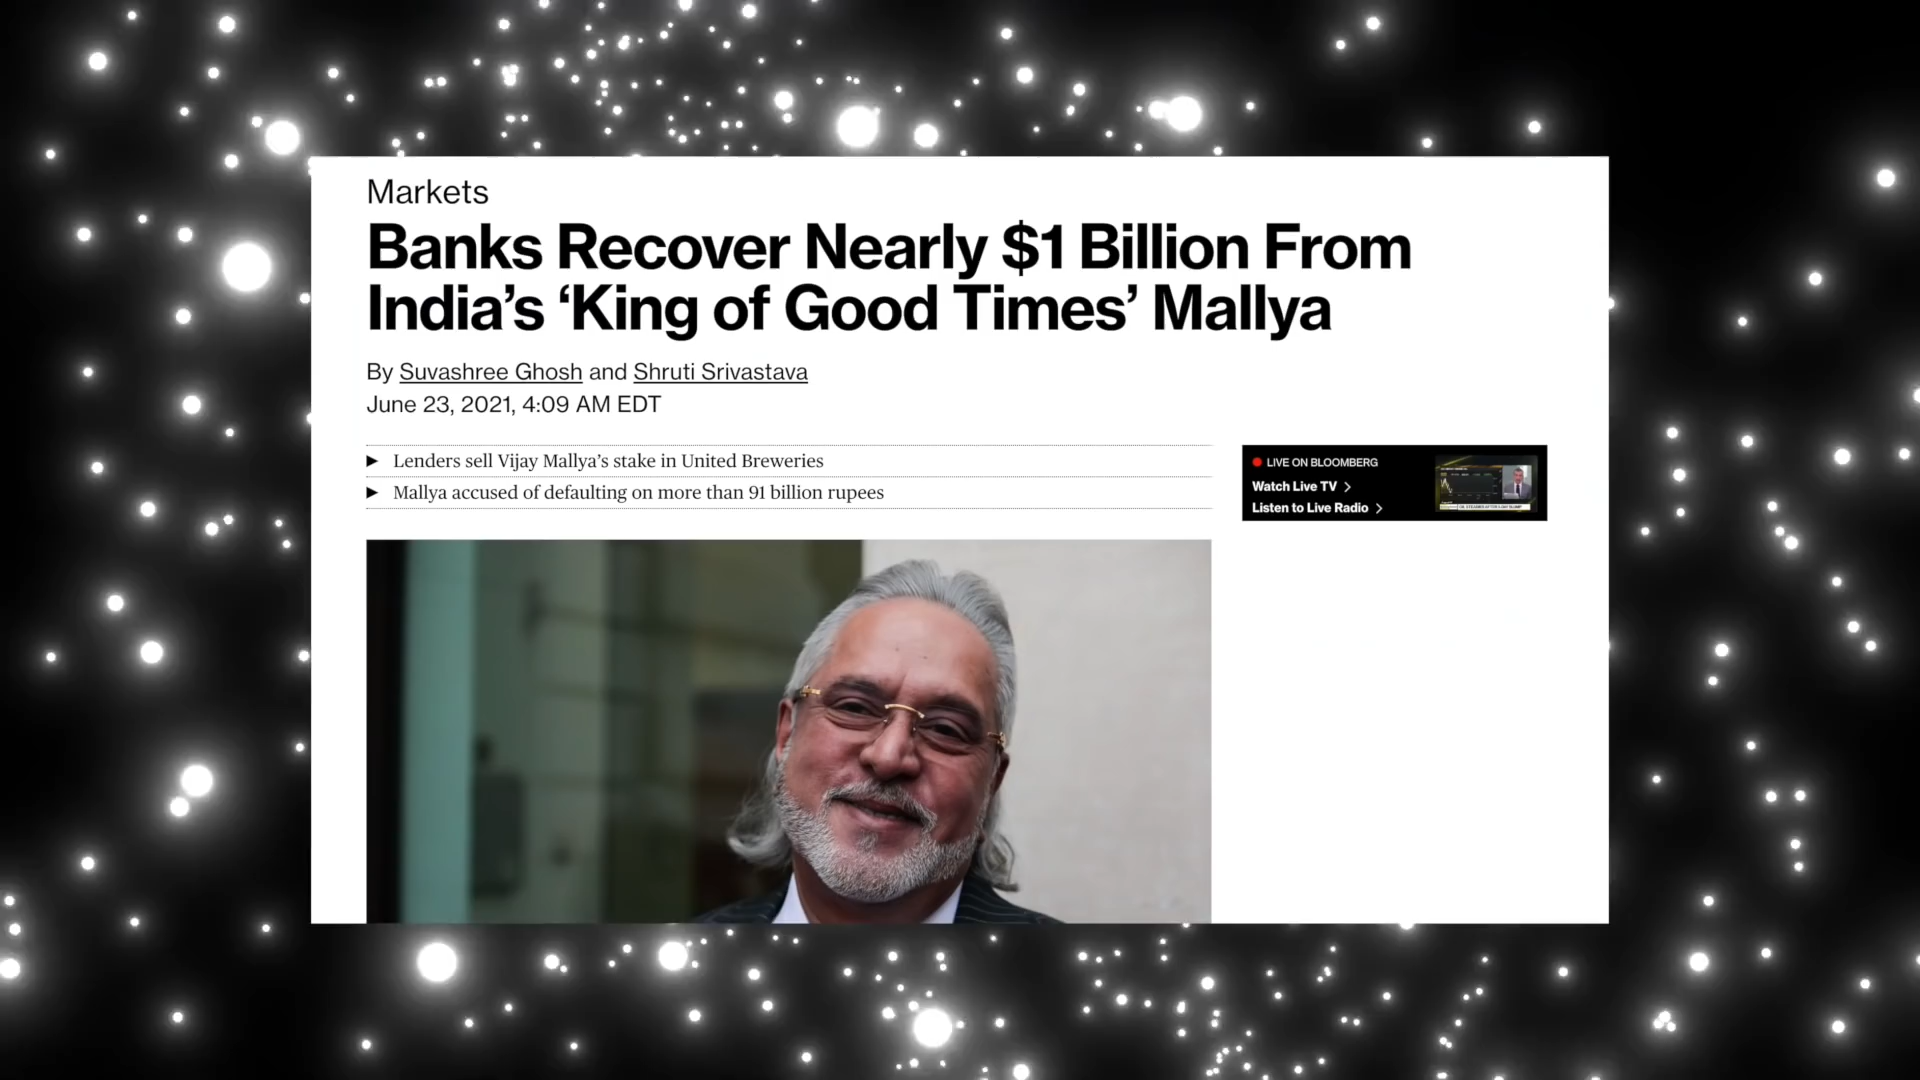 Markets
Banks Recover Nearly $1 Billion From
India’s ‘King of Good Times’ Mallya
By Suvashree Ghosh and Shruti Srivastava
June 23, 2021, 4:09 AM EDT
▶ Lenders sell Vijay Mallya’s stake in United Breweries
▶ Mallya accused of defaulting on more than 91 billion rupees
LIVE ON BLOOMBERG
Watch Live TV >
Listen to Live Radio >